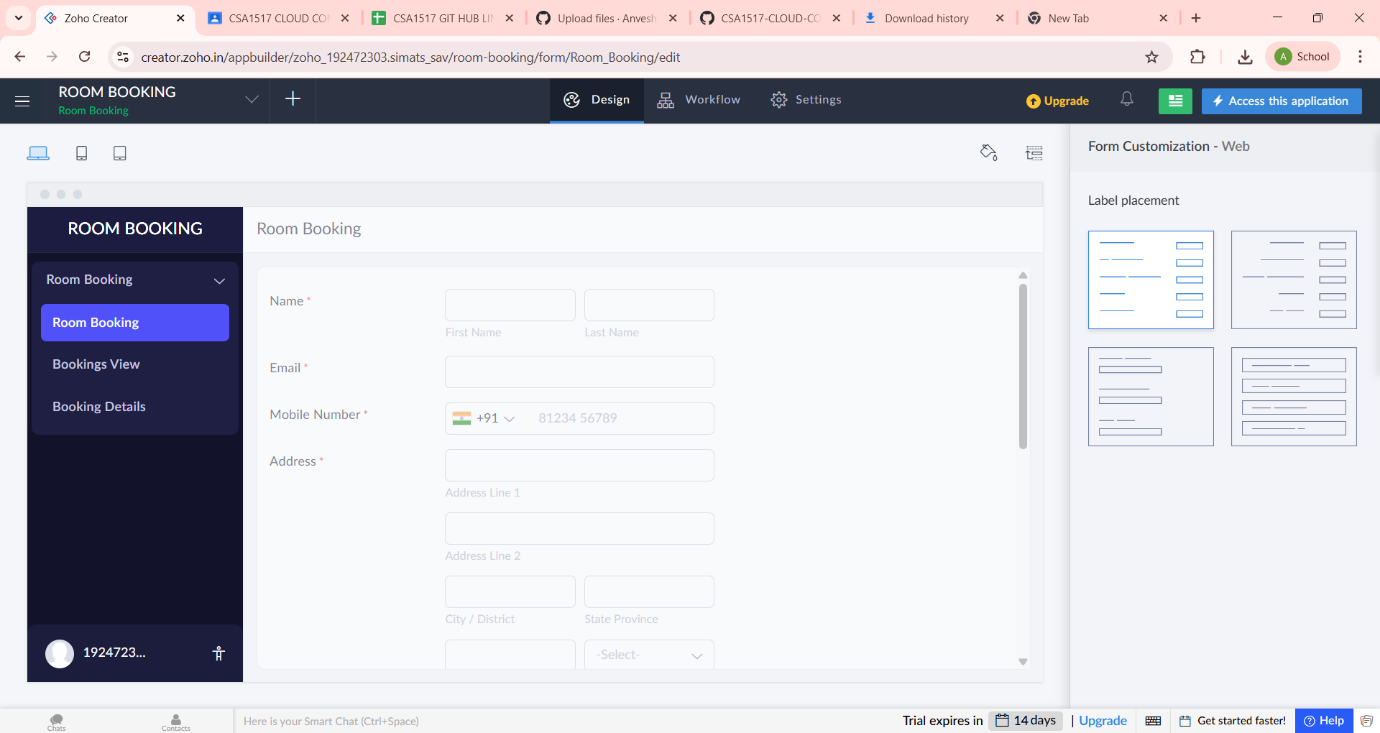 Zoho Creator
CSA1517 CLOUD CO
CSA1517 GIT HUB LI
Upload files · Anvesh
CSA1517-CLOUD-CO
Download history
New Tab
creator.zoho.in/appbuilder/zoho_192472303.simats_sav/room-booking/form/Room_Booking/edit
A School
ROOM BOOKING
Room Booking
Design
Workflow
Settings
Upgrade
Access this application
Form Customization - Web
Label placement
ROOM BOOKING
Room Booking
Room Booking
Room Booking
Bookings View
Booking Details
1924723...
Name *
First Name
Last Name
Email *
Mobile Number *
+91
81234 56789
Address *
Address Line 1
Address Line 2
City / District
State Province
-Select-
Chats
Contacts
Here is your Smart Chat (Ctrl+Space)
Trial expires in 14 days | Upgrade
Get started faster!
Help